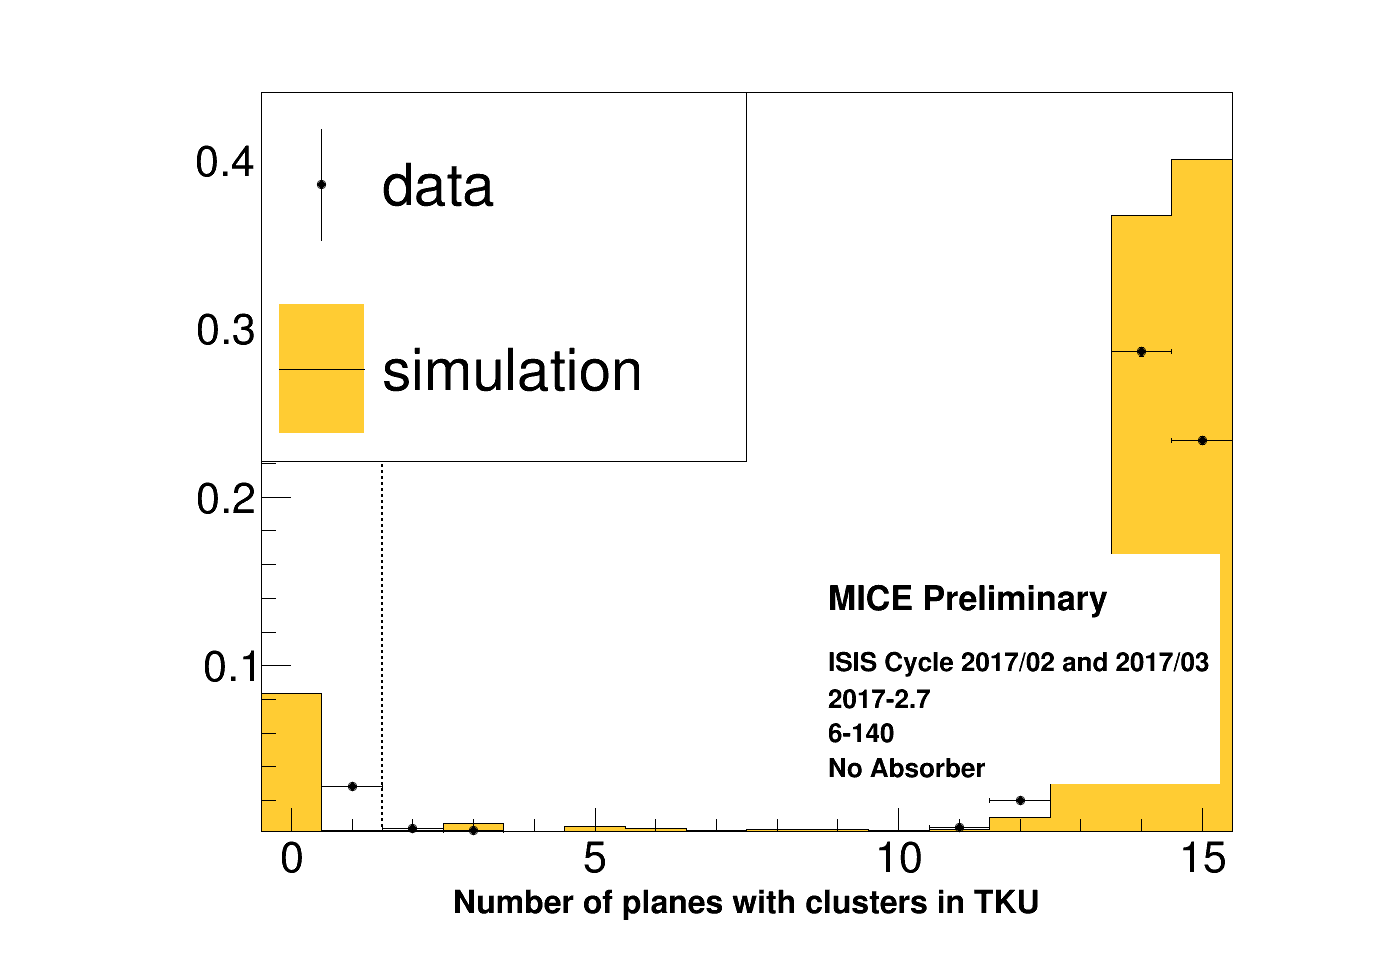 data
simulation
0.4
0.3
0.2
0.1
MICE Preliminary
ISIS Cycle 2017/02 and 2017/03
2017-2.7
6-140
No Absorber
0 5 10 15
Number of planes with clusters in TKU